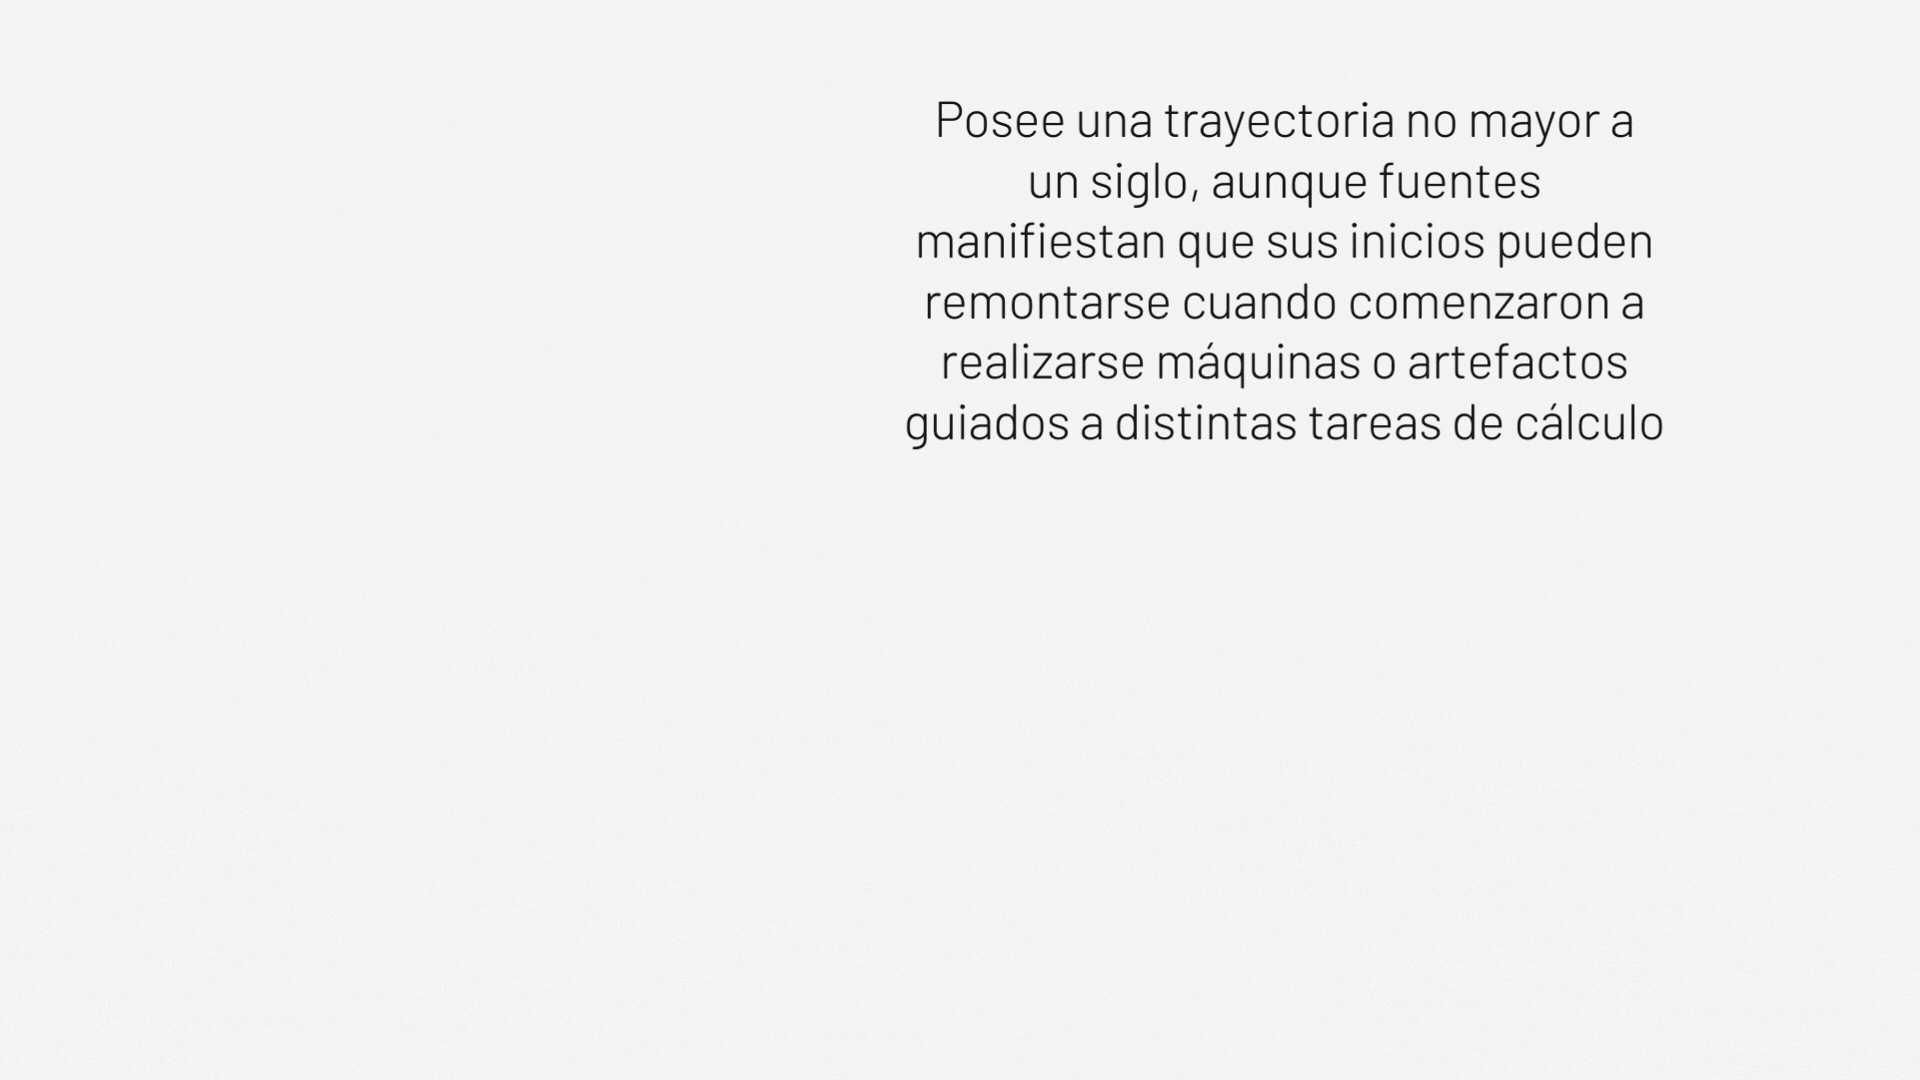 Posee una trayectoria no mayor a
un siglo, aunque fuentes
manifiestan que sus inicios pueden
remontarse cuando comenzaron a
realizarse máquinas o artefactos
guiados a distintas tareas de cálculo